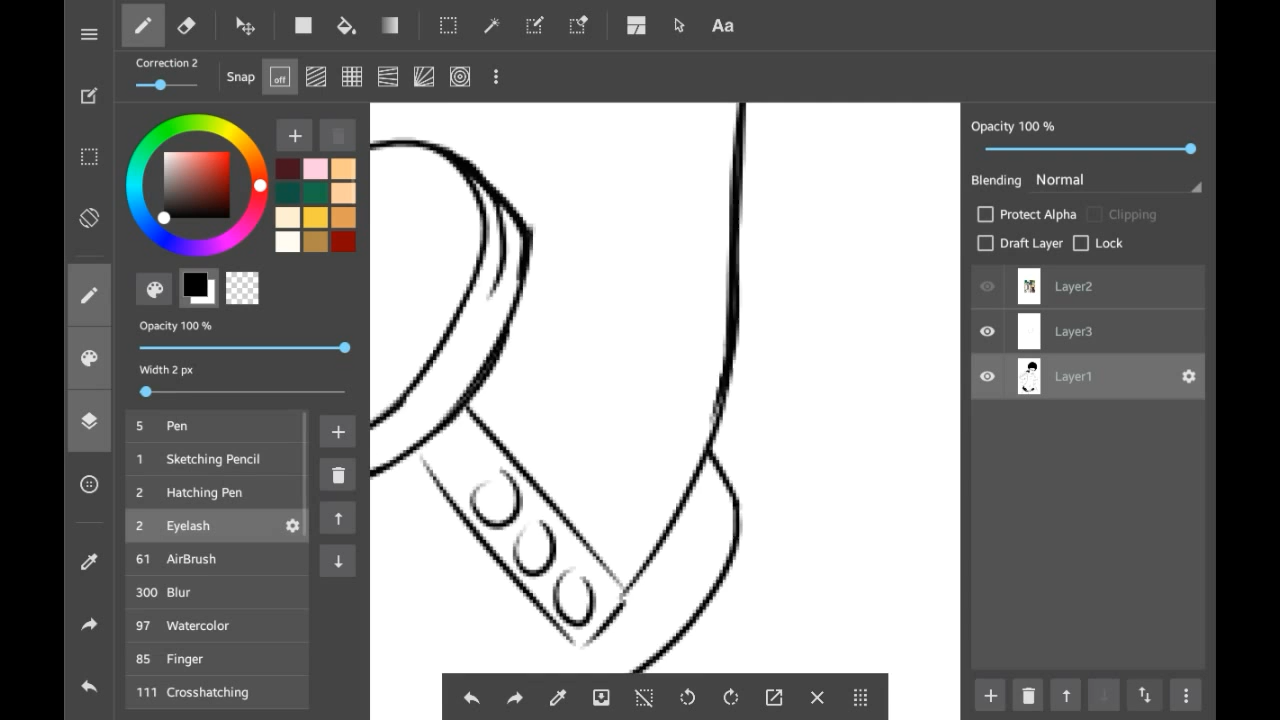 Aa
Correction 2
Snap
off
Opacity 100 %
Width 2 px
5 Pen
1 Sketching Pencil
2 Hatching Pen
2 Eyelash
61 AirBrush
300 Blur
97 Watercolor
85 Finger
111 Crosshatching
Opacity 100 %
Blending Normal
Protect Alpha Clipping
Draft Layer Lock
Layer2
Layer3
Layer1